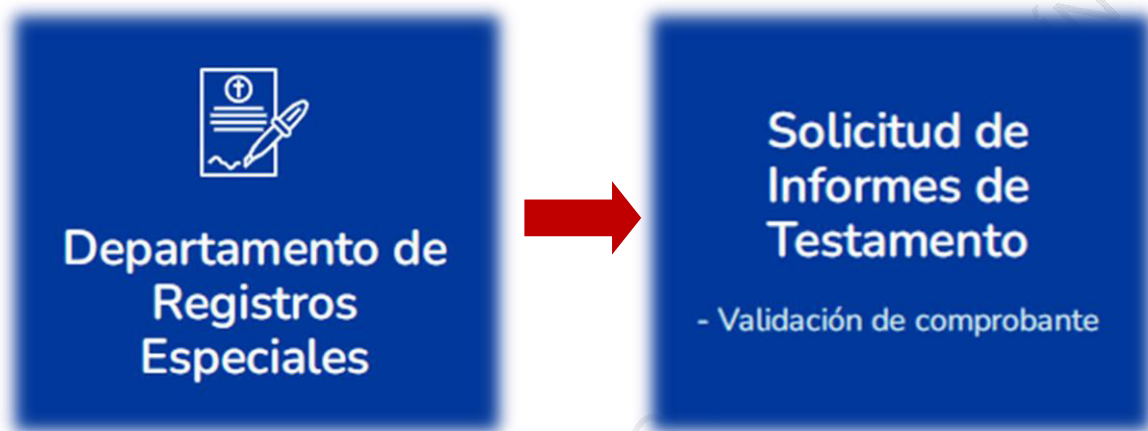 Departamento de
Registros
Especiales
Solicitud de
Informes de
Testamento
- Validación de comprobante